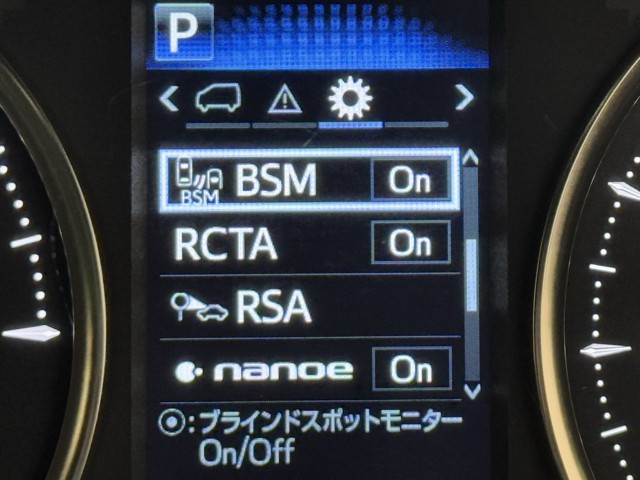 P
BSM BSM On
RCTA On
RSA
nanoe On
:ブラインドスポットモニター
On/Off